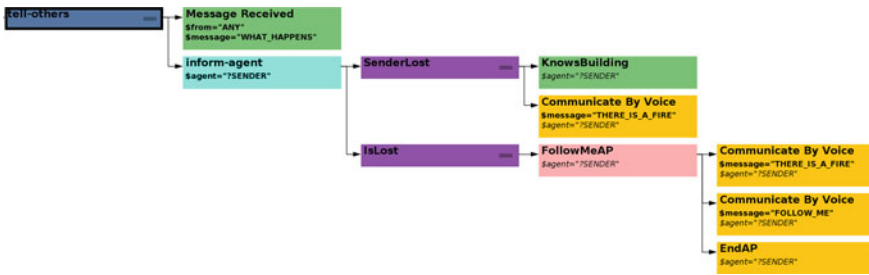 tell-others
Message Received
$from="ANY"
$message="WHAT_HAPPENS"
inform-agent
$agent="?SENDER"
SenderLost
KnowsBuilding
$agent="?SENDER"
Communicate By Voice
$message="THERE_IS_A_FIRE"
$agent="?SENDER"
IsLost
FollowMeAP
$agent="?SENDER"
Communicate By Voice
$message="THERE_IS_A_FIRE"
$agent="?SENDER"
Communicate By Voice
$message="FOLLOW_ME"
$agent="?SENDER"
EndAP
$agent="?SENDER"